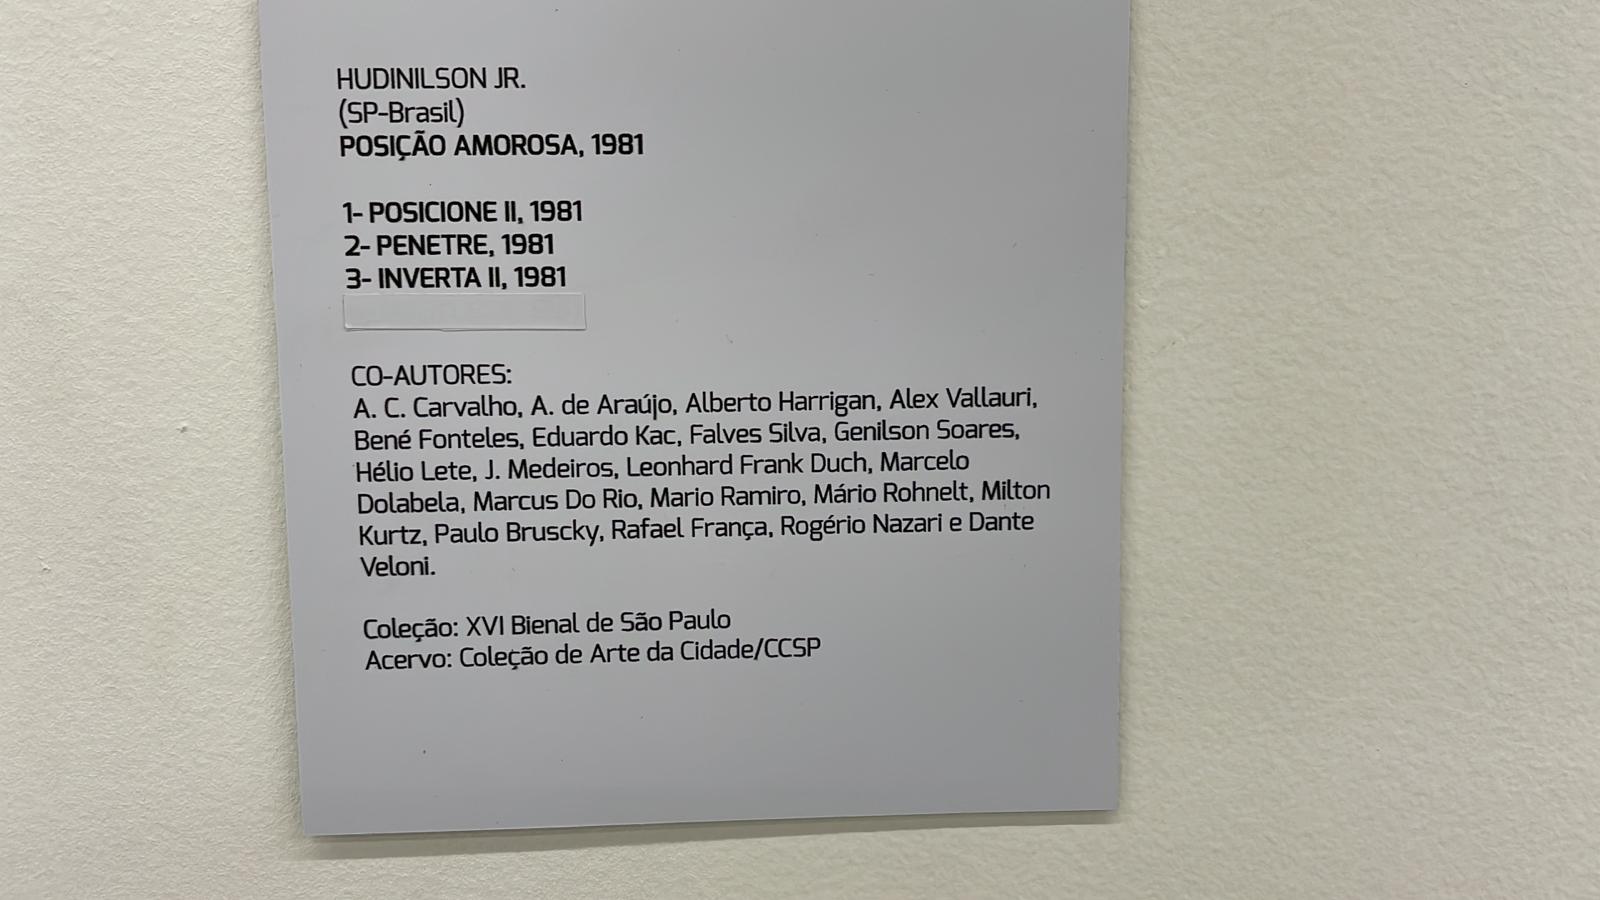 HUDINILSON JR.
(SP-Brasil)
POSIÇÃO AMOROSA, 1981
1- POSICIONE II, 1981
2- PENETRE, 1981
3- INVERTA II, 1981
CO-AUTORES:
A. C. Carvalho, A. de Araújo, Alberto Harrigan, Alex Vallauri,
Bené Fonteles, Eduardo Kac, Falves Silva, Genilson Soares,
Hélio Lete, J. Medeiros, Leonhard Frank Duch, Marcelo
Dolabela, Marcus Do Rio, Mario Ramiro, Mário Rohnelt, Milton
Kurtz, Paulo Bruscky, Rafael França, Rogério Nazari e Dante
Veloni.
Coleção: XVI Bienal de São Paulo
Acervo: Coleção de Arte da Cidade/CCSP